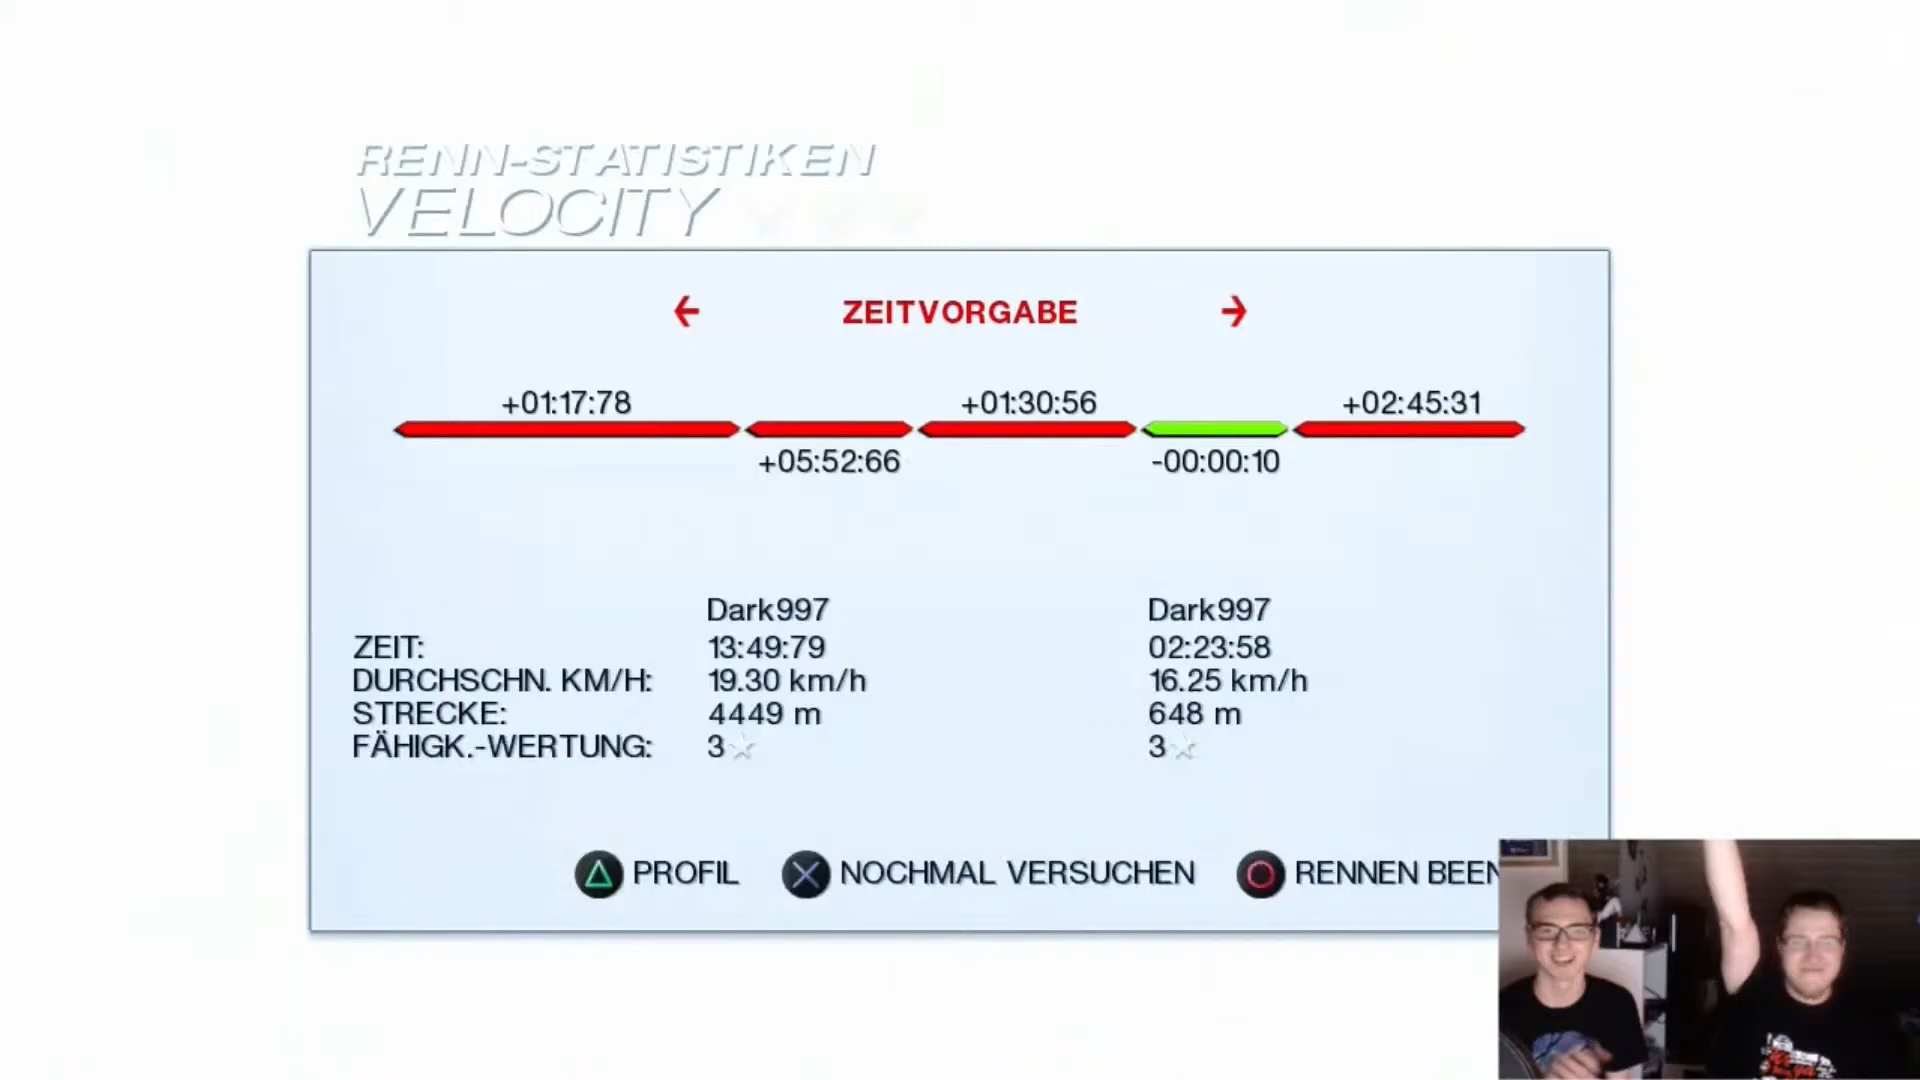 RENN-STATISTIKEN
VELOCITY
← ZEITVORGABE →
+01:17:78 +01:30:56 +02:45:31
+05:52:66 -00:00:10
Dark997 Dark997
ZEIT: 13:49:79 02:23:58
DURCHSCHN. KM/H: 19.30 km/h 16.25 km/h
STRECKE: 4449 m 648 m
FÄHIGK.-WERTUNG: 3 3
PROFIL NOCHMAL VERSUCHEN RENNEN BEEN